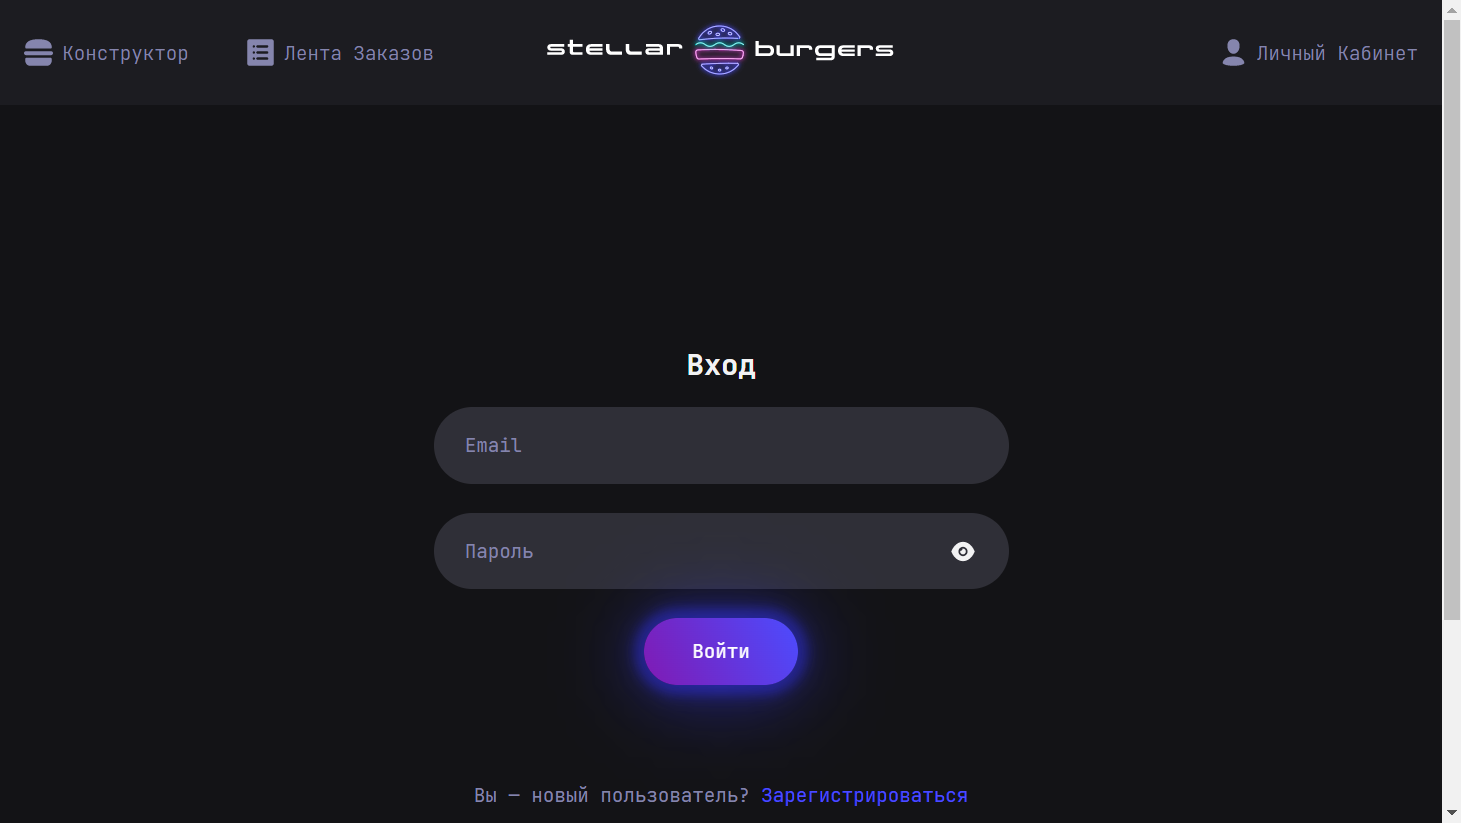 Конструктор
Лента Заказов
stellar burgers
Личный Кабинет
Вход
Email
Пароль
Войти
Вы — новый пользователь? Зарегистрироваться